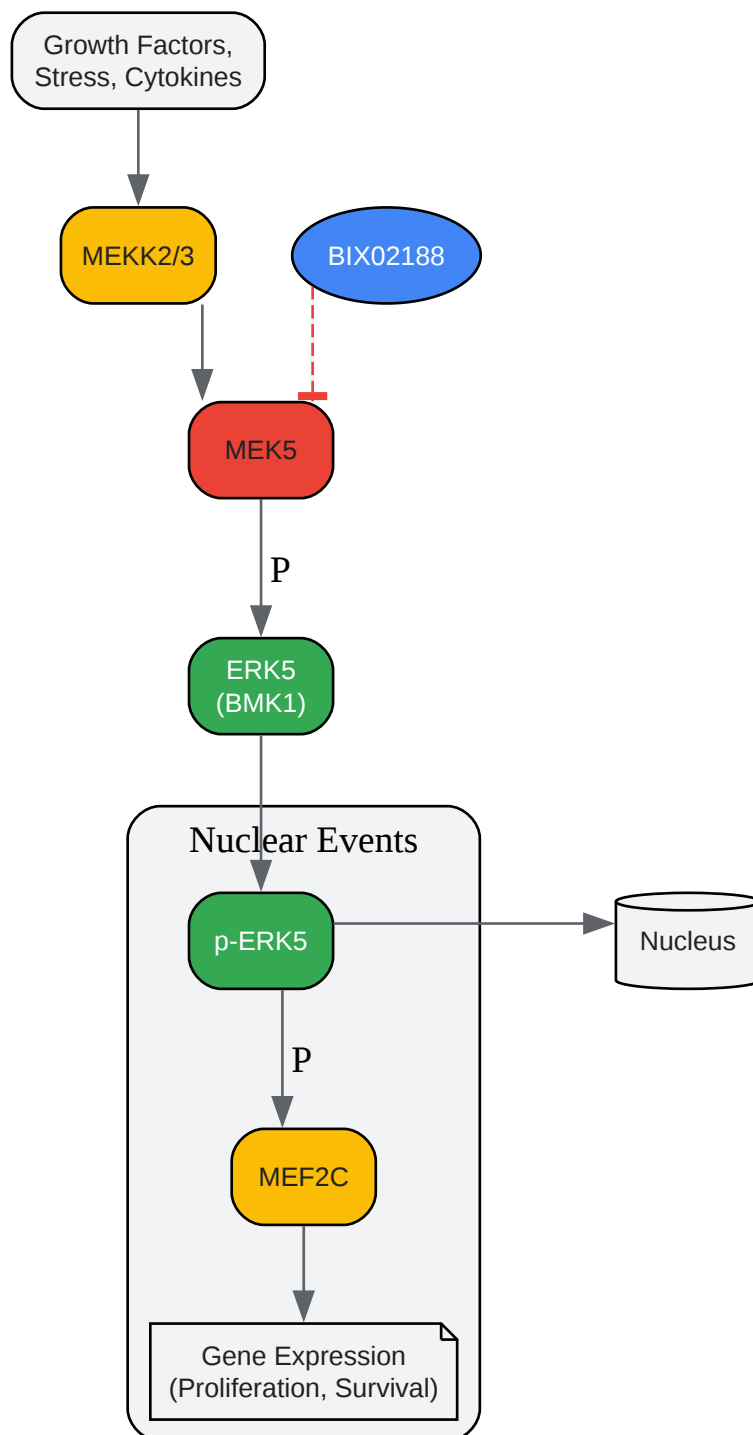 Growth Factors,
Stress, Cytokines
MEKK2/3
BIX02188
MEK5
P
ERK5
(BMK1)
Nuclear Events
p-ERK5
Nucleus
P
MEF2C
Gene Expression
(Proliferation, Survival)